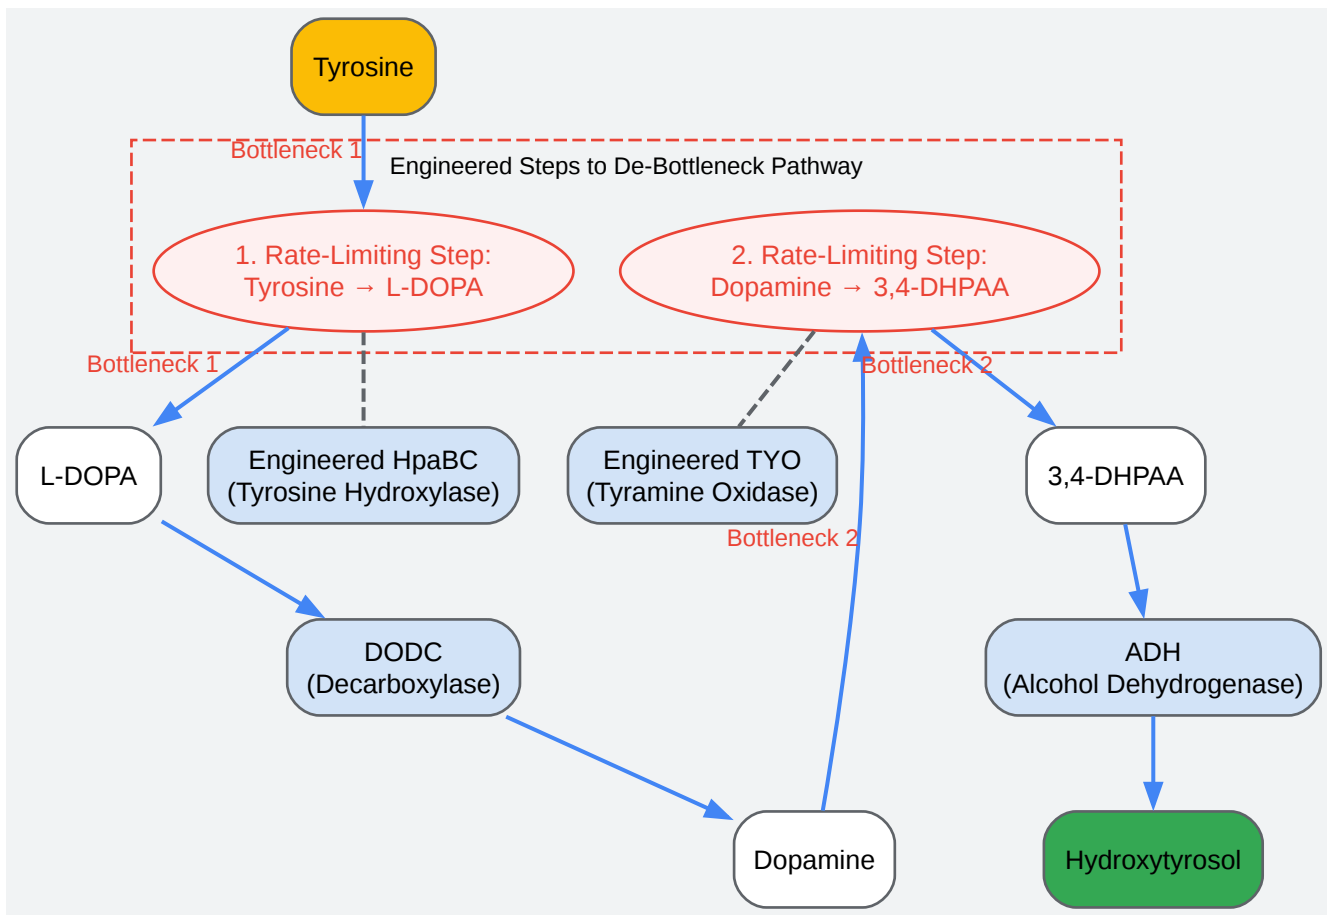 Tyrosine
Bottleneck 1
Engineered Steps to De-Bottleneck Pathway
1. Rate-Limiting Step:
Tyrosine → L-DOPA
2. Rate-Limiting Step:
Dopamine → 3,4-DHPAA
Bottleneck 1
Bottleneck 2
L-DOPA
Engineered HpaBC
(Tyrosine Hydroxylase)
Engineered TYO
(Tyramine Oxidase)
3,4-DHPAA
Bottleneck 2
DODC
(Decarboxylase)
ADH
(Alcohol Dehydrogenase)
Dopamine
Hydroxytyrosol